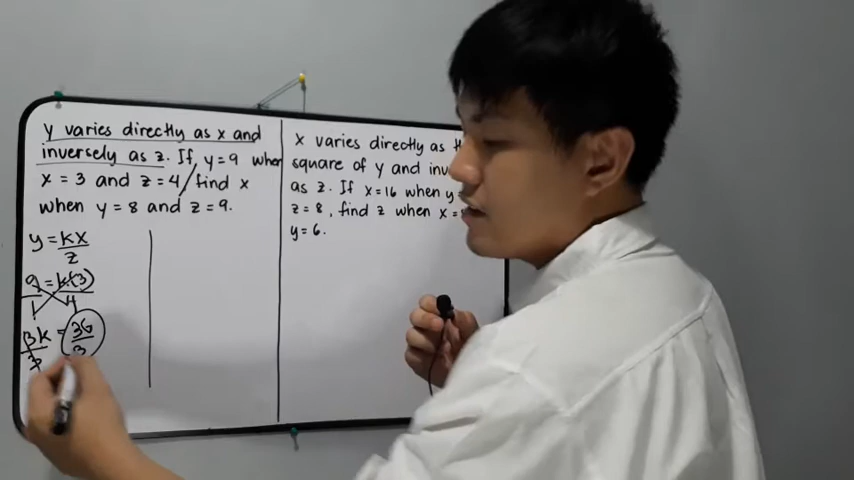 Y varies directly as x and
inversely as z. If, y=9 when
x = 3 and z=4, find x
when y = 8 and z=9.
y = kx/z
9/1 = k(3)/4
3k/3 = 36/3
x varies directly as
square of y and
as z. If x=16 when y
z=8, find z when x=
y=6.